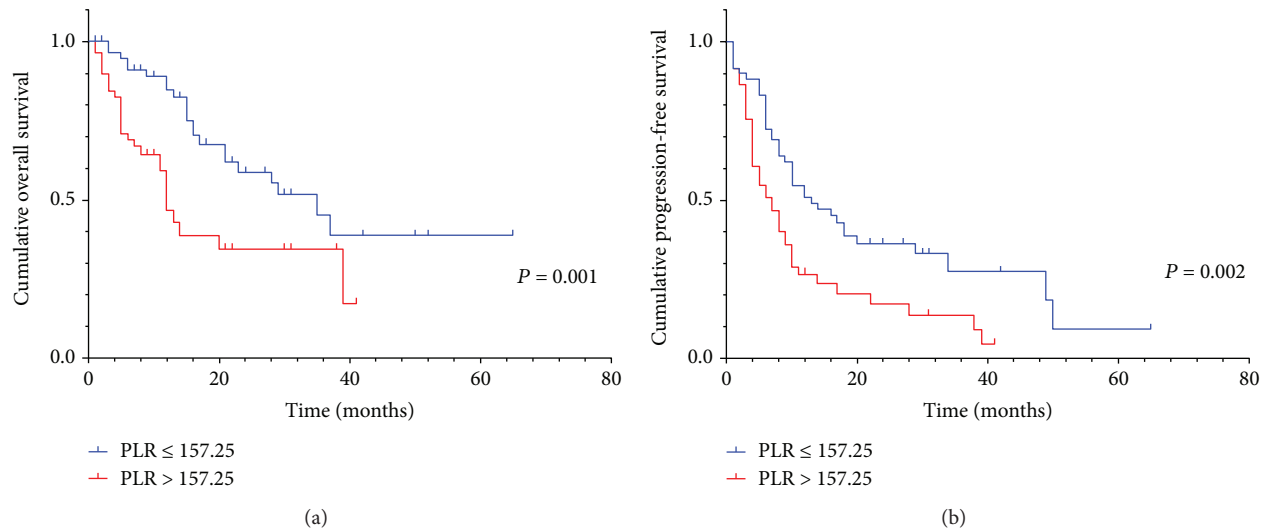 Cumulative overall survival
1.0
0.5
0.0
0
20
40
60
80
P = 0.001
Time (months)
PLR ≤ 157.25
PLR > 157.25
(a)
Cumulative progression-free survival
1.0
0.5
0.0
0
20
40
60
80
P = 0.002
Time (months)
PLR ≤ 157.25
PLR > 157.25
(b)